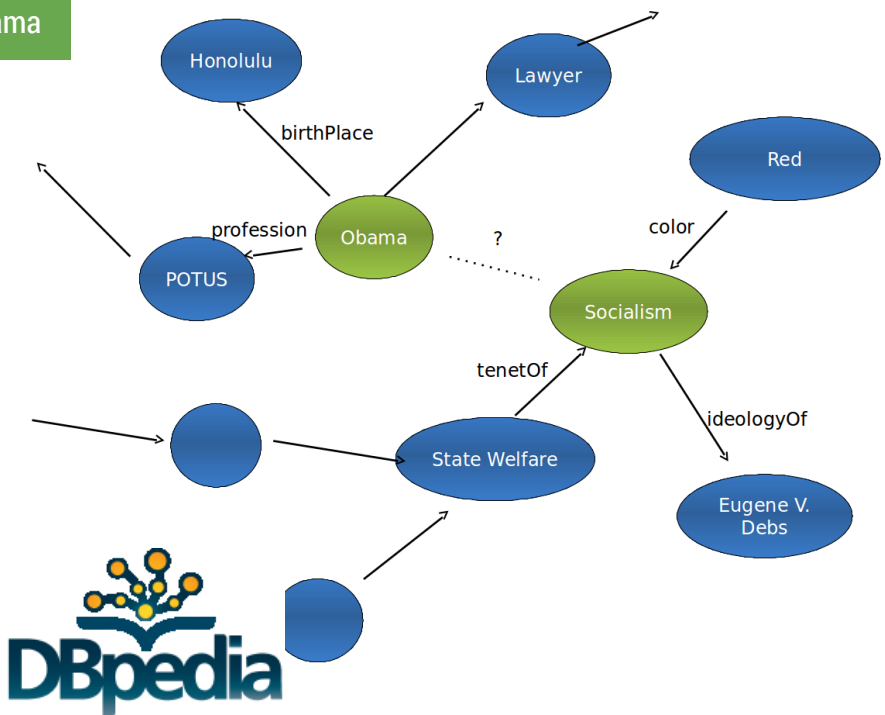 ama
Honolulu
Lawyer
birthPlace
Red
profession
Obama
?
color
POTUS
Socialism
tenetOf
ideologyOf
State Welfare
Eugene V.
Debs
DBpedia